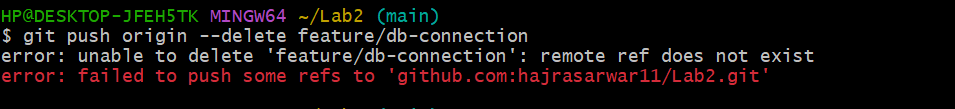 HP@DESKTOP-JFEH5TK MINGW64 ~/Lab2 (main)
$ git push origin --delete feature/db-connection
error: unable to delete 'feature/db-connection': remote ref does not exist
error: failed to push some refs to 'github.com:hajrasarwar11/Lab2.git'